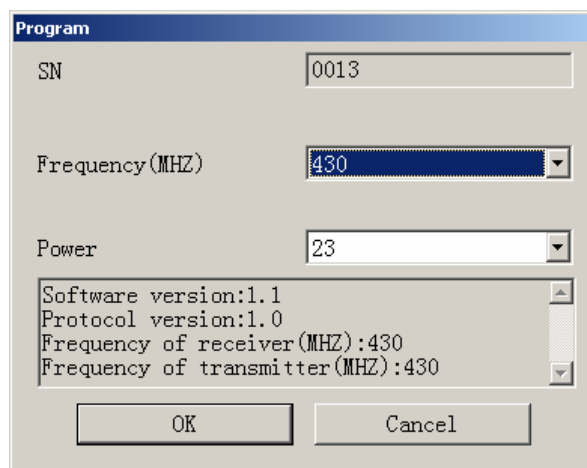 Program
SN
0013
Frequency(MHZ)
430
Power
23
Software version:1.1
Protocol version:1.0
Frequency of receiver(MHZ):430
Frequency of transmitter(MHZ):430
OK
Cancel